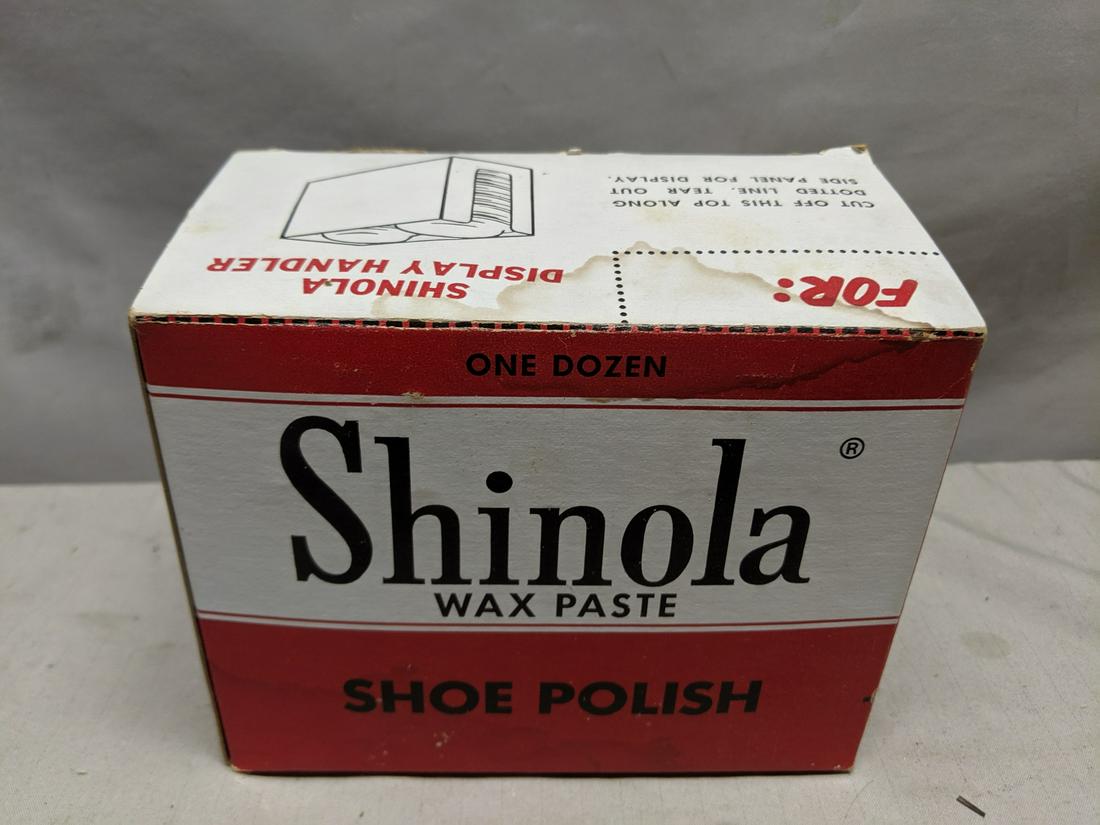 CUT OFF THIS TOP ALONG
DOTTED LINE. TEAR OUT
SIDE PANEL FOR DISPLAY.
SHINOLA
DISPLAY HANDLER
FOR:
ONE DOZEN
Shinola ®
WAX PASTE
SHOE POLISH